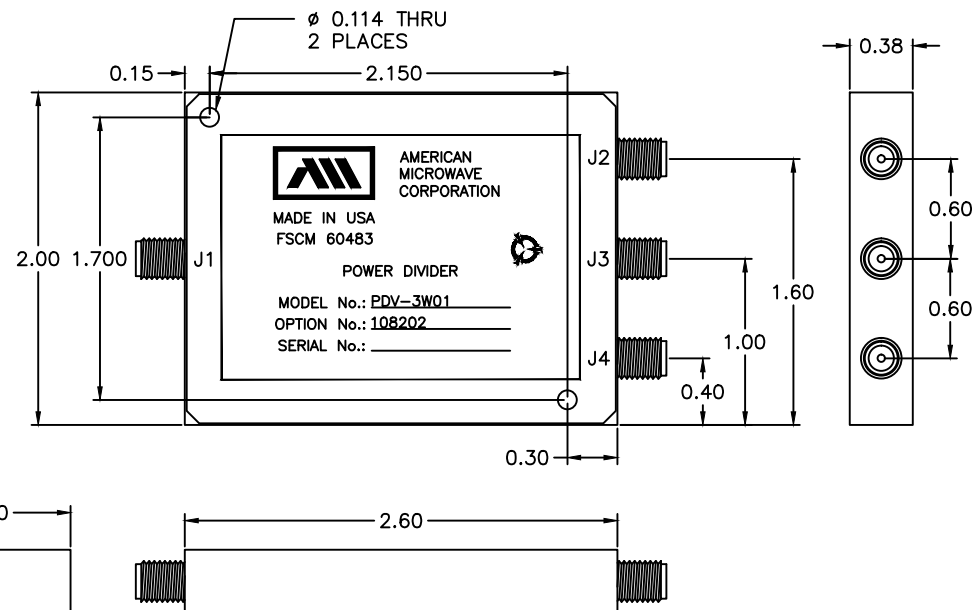 ø 0.114 THRU
2 PLACES
0.15
2.150
0.38
AMERICAN
MICROWAVE
CORPORATION
MADE IN USA
FSCM 60483
J1
J2
J3
J4
POWER DIVIDER
MODEL No.: PDV-3W01
OPTION No.: 108202
SERIAL No.:
2.00
1.700
1.60
1.00
0.40
0.60
0.60
0.30
2.60
0